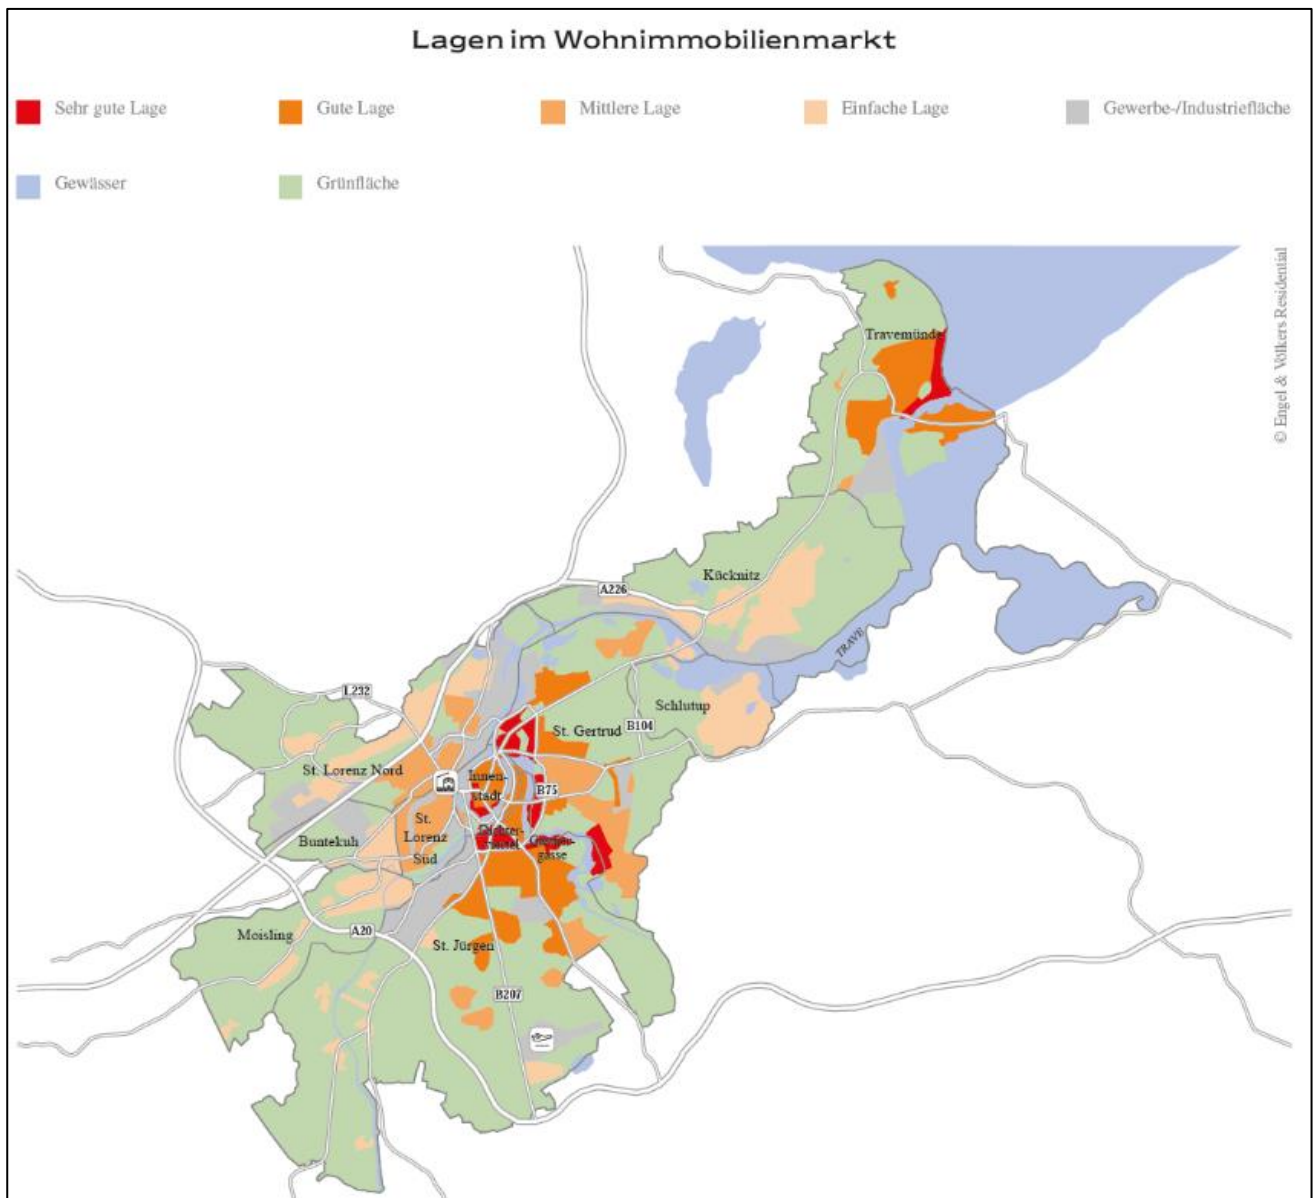 Lagen im Wohnimmobilienmarkt
Sehr gute Lage
Gute Lage
Mittlere Lage
Einfache Lage
Gewerbe-/Industriefläche
Gewässer
Grünfläche
© Engel & Völkers Residential
Travemünde
Kücknitz
A226
TRAVE
L232
Schlutup
B104
St. Gertrud
St. Lorenz Nord
Innen-
stadt
B75
St.
Lorenz
Süd
Buntekuh
Moisling
A20
St. Jürgen
B207